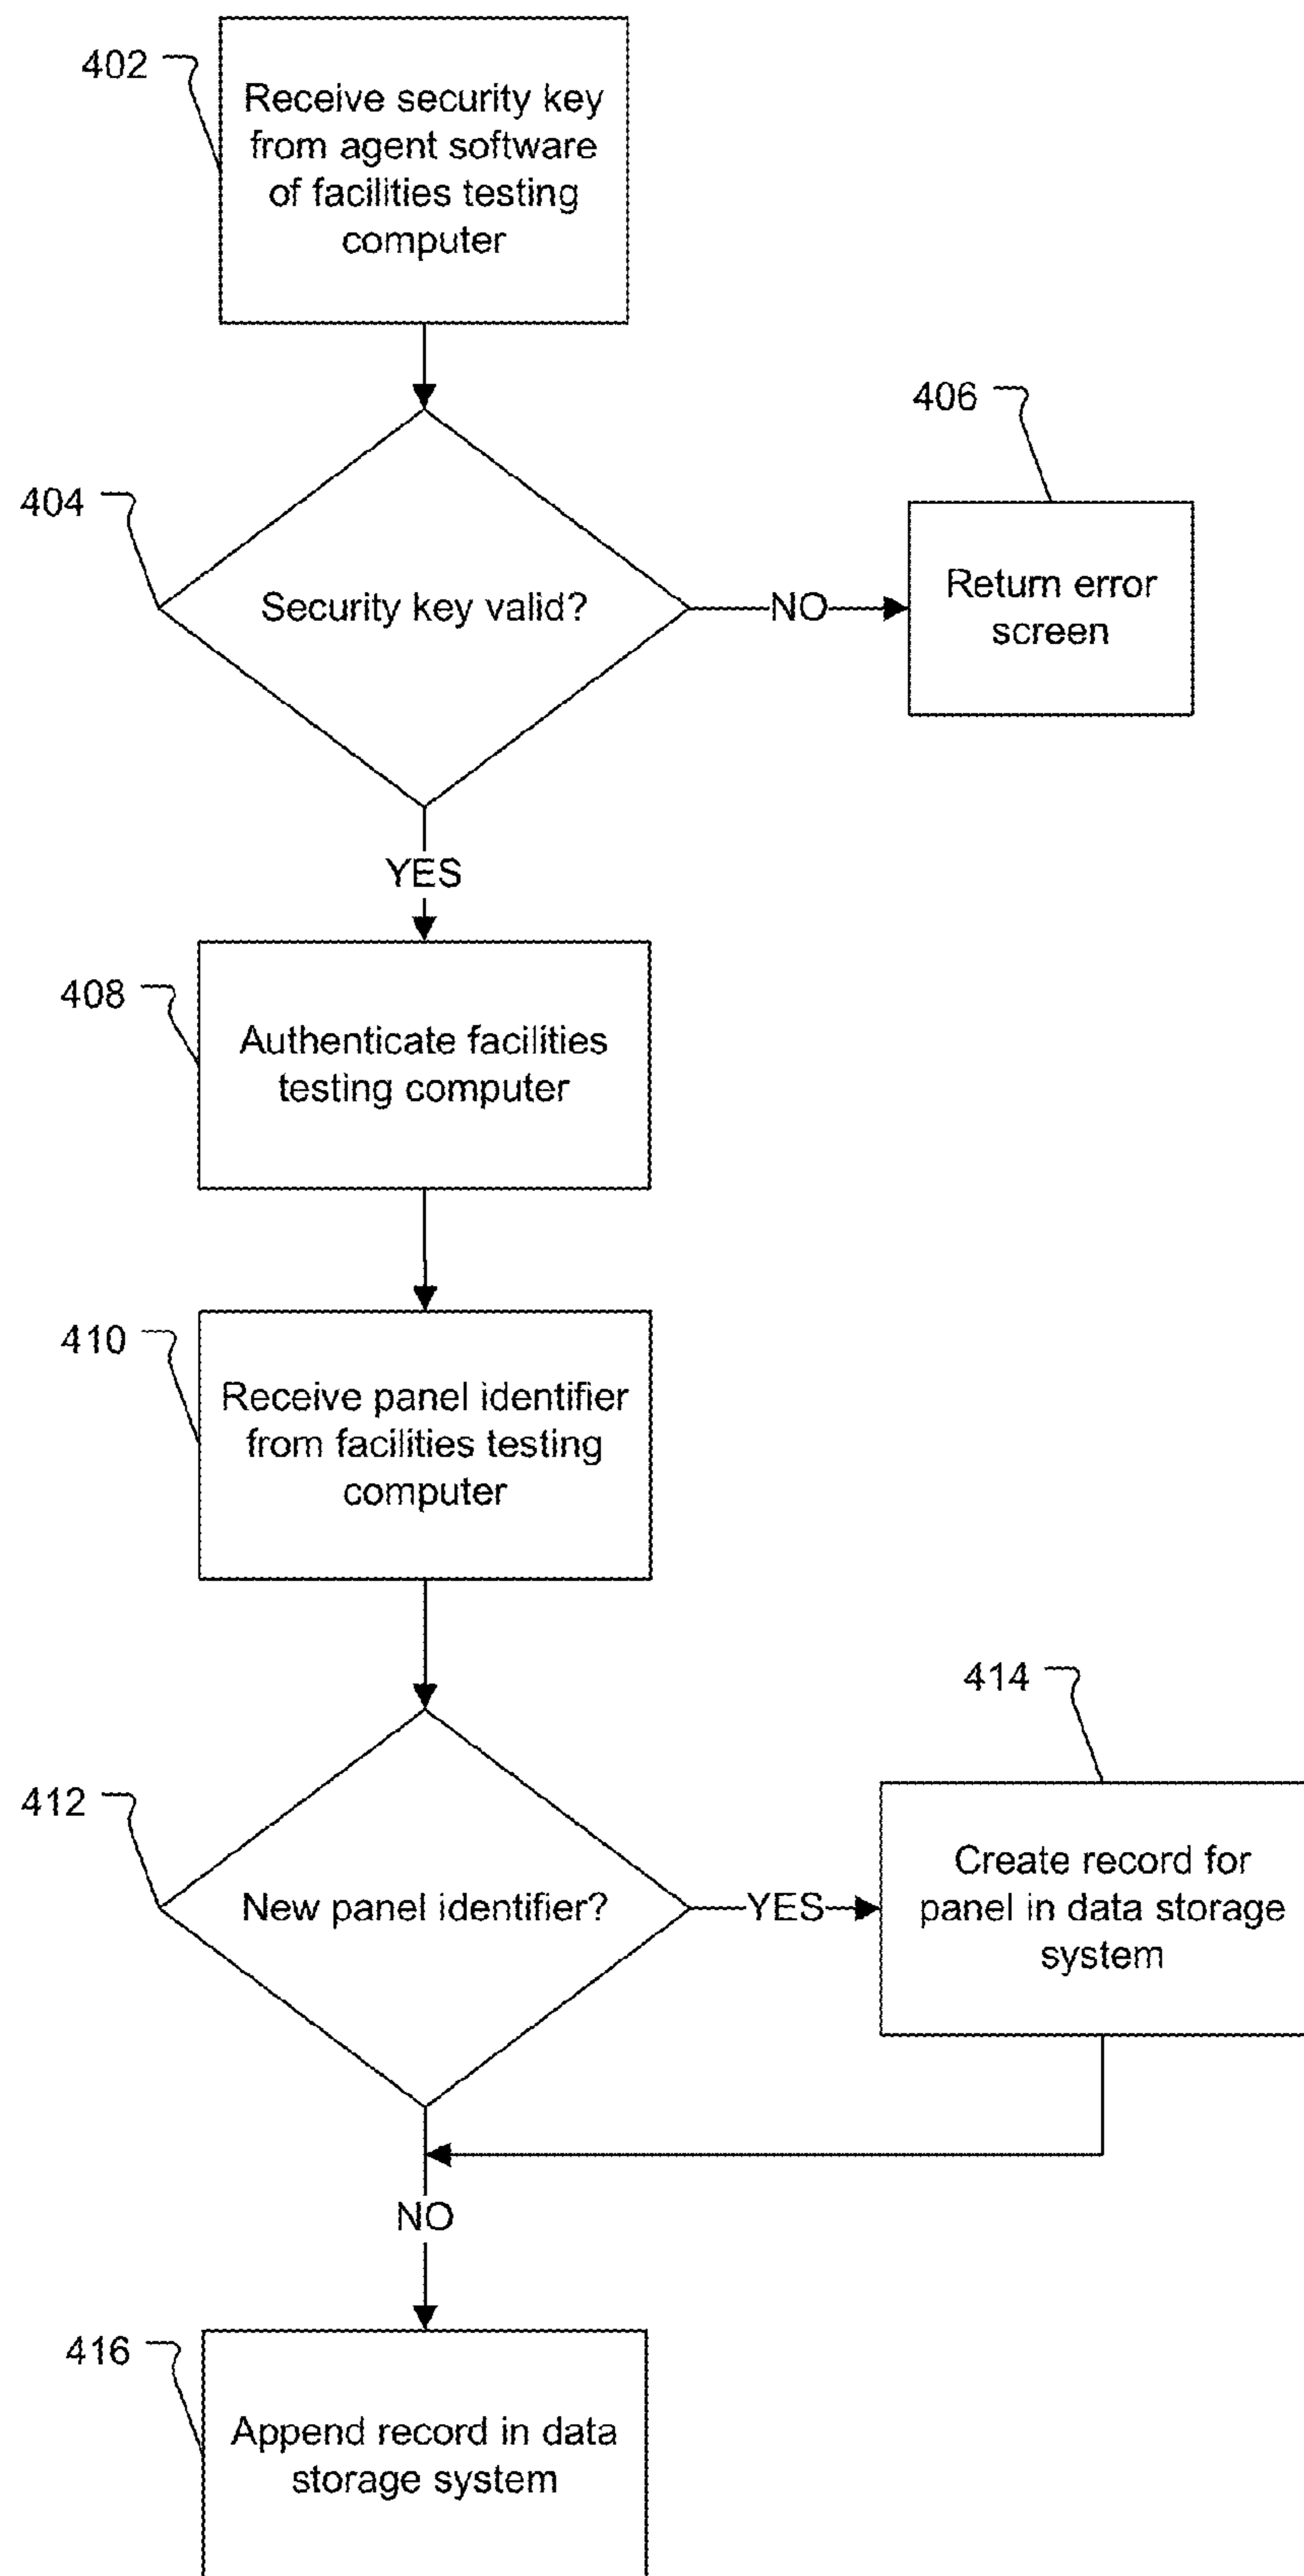 402
Receive security key
from agent software
of facilities testing
computer
406
404
Security key valid?
NO
Return error
screen
YES
408
Authenticate facilities
testing computer
410
Receive panel identifier
from facilities testing
computer
414
412
New panel identifier?
YES
Create record for
panel in data storage
system
NO
416
Append record in data
storage system